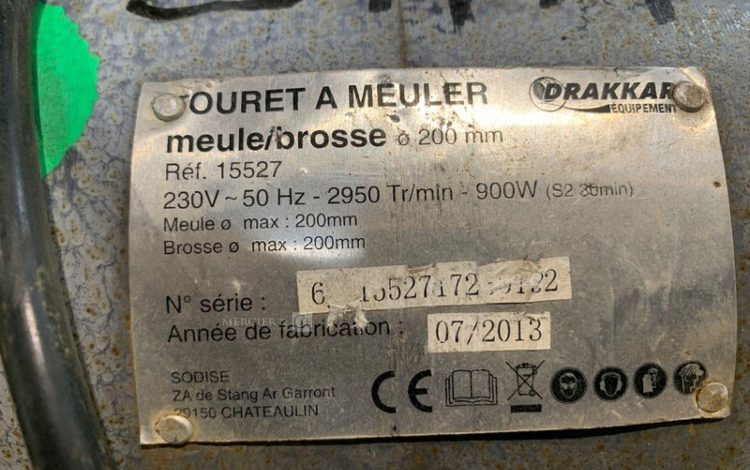 TOURET A MEULER
DRAKKAR
EQUIPEMENT
meule/brosse ø 200 mm
Réf. 15527
230V ~ 50 Hz - 2950 Tr/min - 900W (S2 30min)
Meule ø max : 200mm
Brosse ø max : 200mm
N° série :
Année de fabrication : 07/2013
SODISE
ZA de Stang Ar Garront
29150 CHATEAULIN
CE